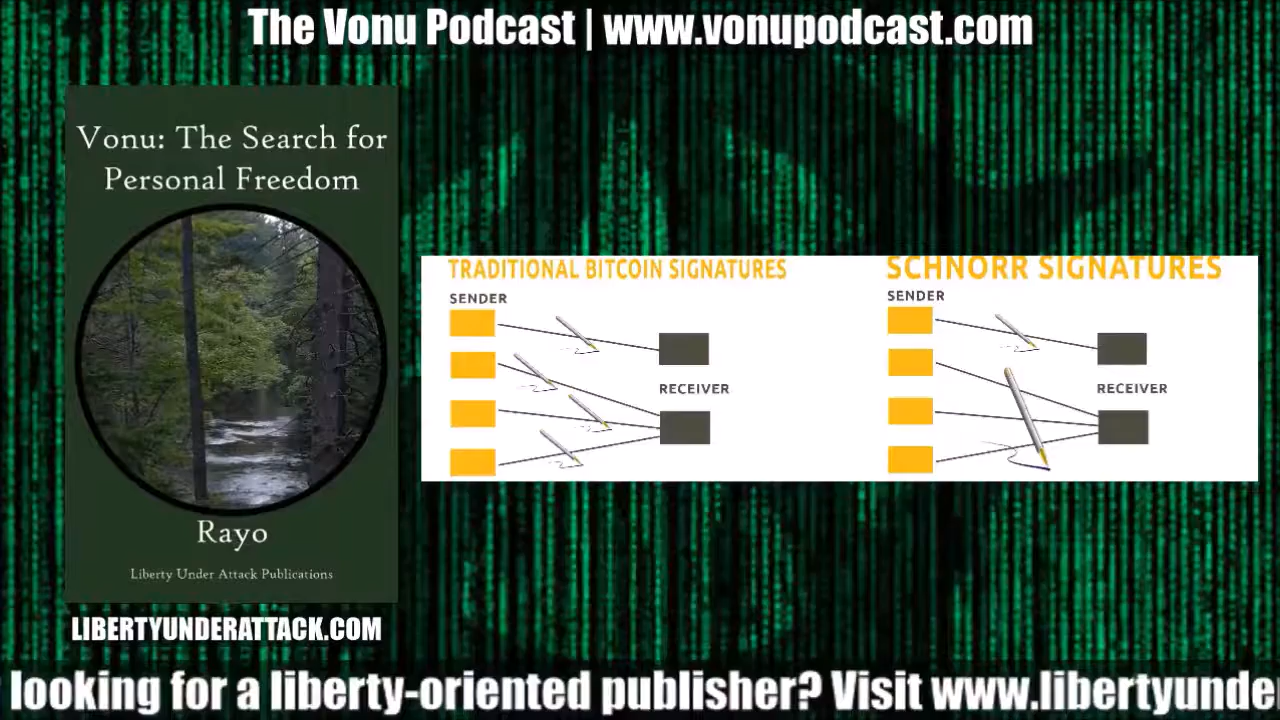 The Vonu Podcast | www.vonupodcast.com
Vonu: The Search for
Personal Freedom
Rayo
Liberty Under Attack Publications
LIBERTYUNDERATTACK.COM
TRADITIONAL BITCOIN SIGNATURES
SENDER
RECEIVER
SCHNORR SIGNATURES
SENDER
RECEIVER
looking for a liberty-oriented publisher? Visit www.libertyunde